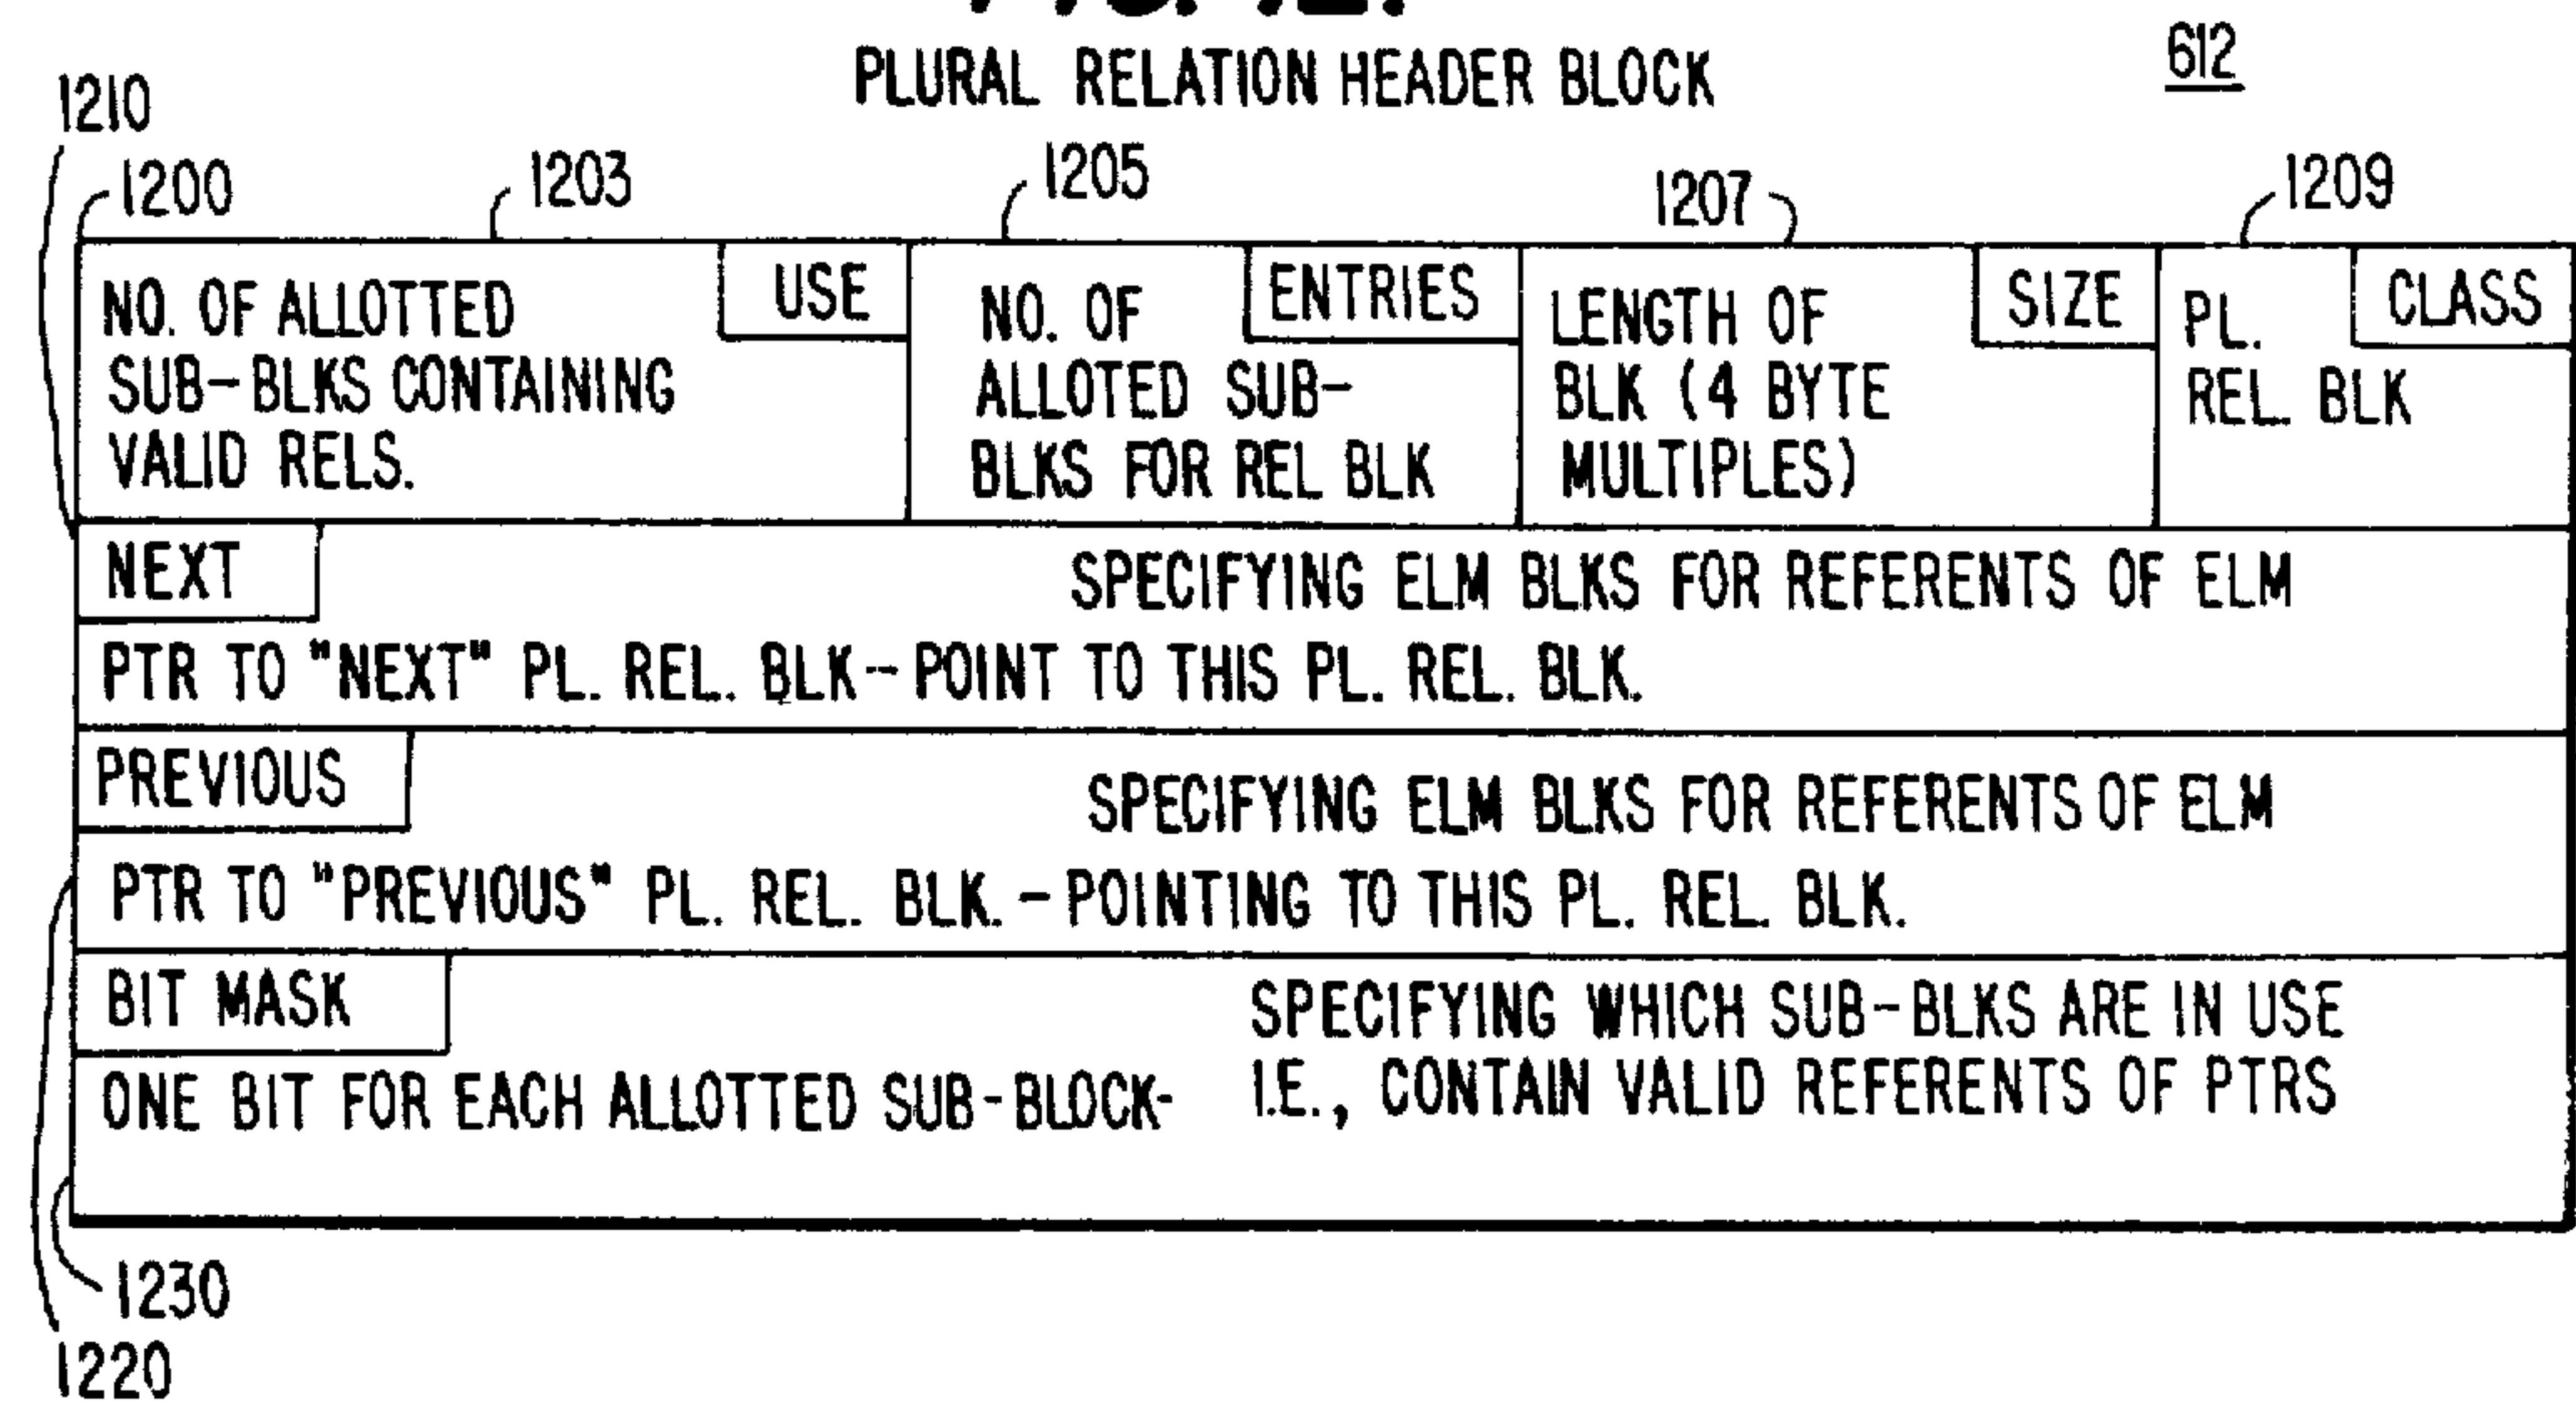 PLURAL RELATION HEADER BLOCK
612
1210
1200
1203
1205
1207
1209
NO. OF ALLOTTED
SUB-BLKS CONTAINING
VALID RELS.
USE
NO. OF
ALLOTED SUB-
BLKS FOR REL BLK
ENTRIES
LENGTH OF
BLK (4 BYTE
MULTIPLES)
SIZE
PL.
REL. BLK
CLASS
NEXT
SPECIFYING ELM BLKS FOR REFERENTS OF ELM
PTR TO "NEXT" PL. REL. BLK-- POINT TO THIS PL. REL. BLK.
PREVIOUS
SPECIFYING ELM BLKS FOR REFERENTS OF ELM
PTR TO "PREVIOUS" PL. REL. BLK. - POINTING TO THIS PL. REL. BLK.
BIT MASK
SPECIFYING WHICH SUB-BLKS ARE IN USE
ONE BIT FOR EACH ALLOTTED SUB-BLOCK-
I.E., CONTAIN VALID REFERENTS OF PTRS
1230
1220